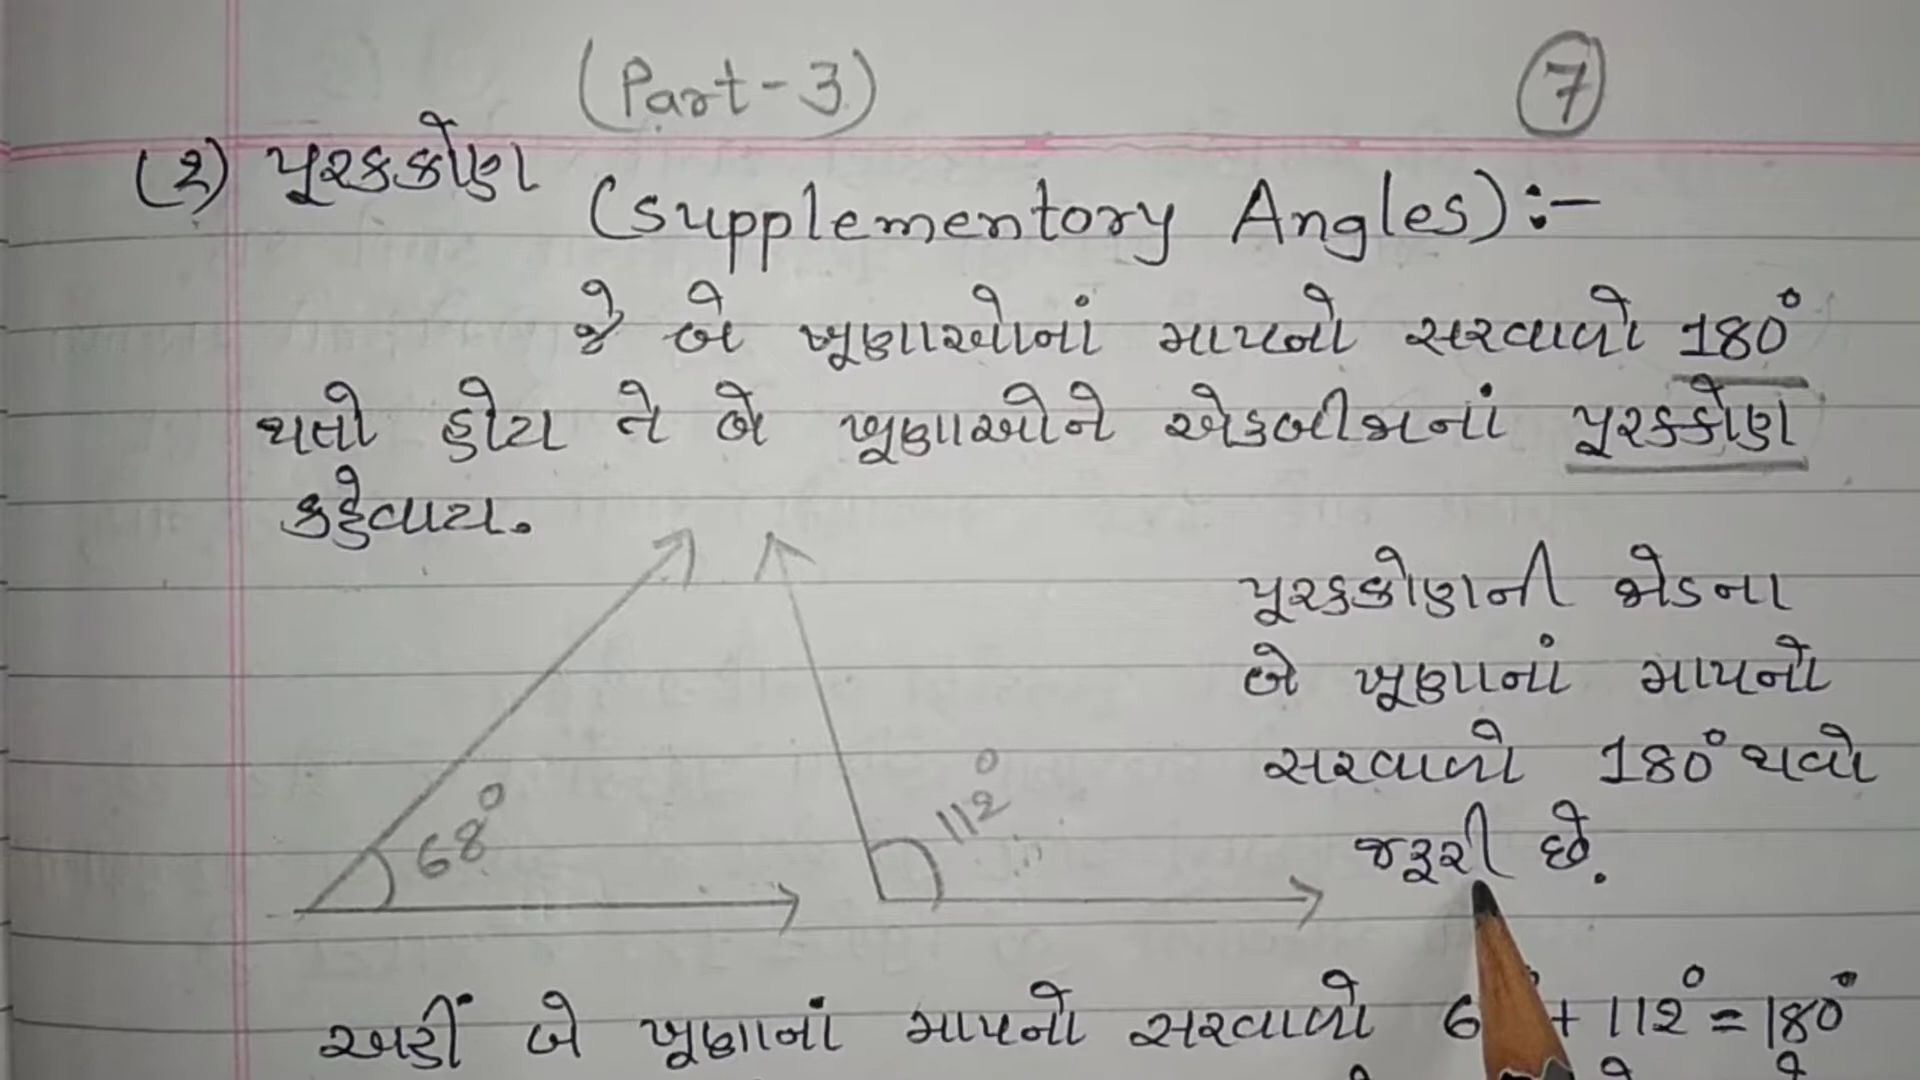 (Part-3)
7
(૨) પૂરકકોણ (Supplementory Angles):-
જે બે ખૂણાઓનાં માપનો સરવાળો 180°
થતો હોય તે બે ખૂણાઓને એકબીજાનાં પૂરકકોણ
કહેવાય.
પૂરકકોણની જોડના
બે ખૂણાનાં માપનો
સરવાળો 180° થવો
જરૂરી છે.
68°
112°
અહીં બે ખૂણાનાં માપનો સરવાળો 6 + 112° = 180°